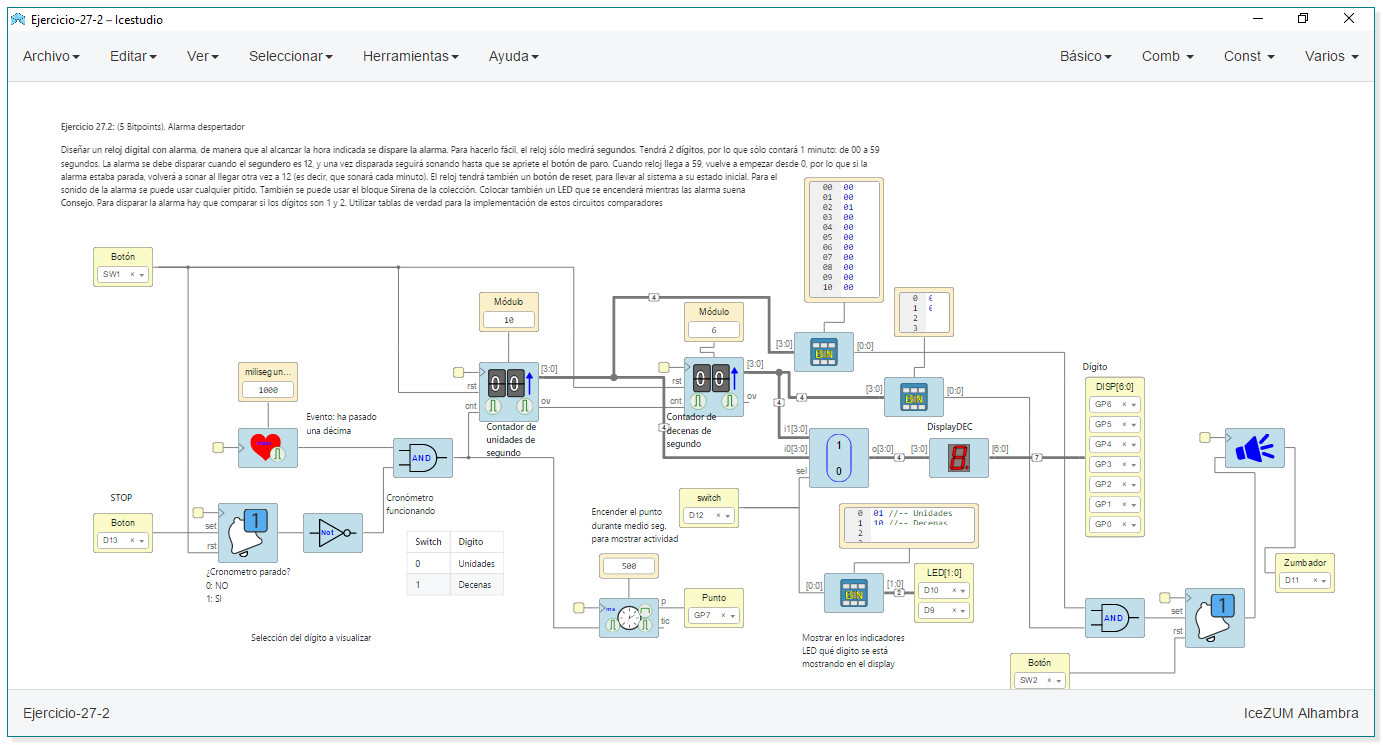 Ejercicio-27-2 – Icestudio
Archivo Editar Ver Seleccionar Herramientas Ayuda Básico Comb Const Varios
Ejercicio 27.2: (5 Bitpoints). Alarma despertador
Diseñar un reloj digital con alarma, de manera que al alcanzar la hora indicada se dispare la alarma. Para hacerlo fácil, el reloj sólo medirá segundos. Tendrá 2 dígitos, por lo que sólo contará 1 minuto: de 00 a 59
segundos. La alarma se debe disparar cuando el segundero es 12, y una vez disparada seguirá sonando hasta que se apriete el botón de paro. Cuando reloj llega a 59, vuelve a empezar desde 0, por lo que si la
alarma estaba parada, volverá a sonar al llegar otra vez a 12 (es decir, que sonará cada minuto). El reloj tendrá también un botón de reset, para llevar al sistema a su estado inicial. Para el
sonido de la alarma se puede usar cualquier pitido. También se puede usar el bloque Sirena de la colección. Colocar también un LED que se encenderá mientras las alarma suena
Consejo. Para disparar la alarma hay que comparar si los dígitos son 1 y 2. Utilizar tablas de verdad para la implementación de estos circuitos comparadores
00 00
01 00
02 01
03 00
04 00
05 00
06 00
07 00
08 00
09 00
10 00
Botón
SW1
Módulo
10
Módulo
6
0
1
2
3
[3:0]
BIN
[0:0]
[3:0]
BIN
[0:0]
milisegun...
1000
Evento: ha pasado
una décima
rst
cnt
00
[3:0]
ov
Contador de
unidades de
segundo
4
rst
cnt
00
[3:0]
ov
Contador de
decenas de
segundo
4
4
4
AND
Cronómetro
funcionando
i1[3:0]
i0[3:0]
sel
1
0
o[3:0]
4
DisplayDEC
[3:0]
[6:0]
7
Dígito
DISP[6:0]
GP6
GP5
GP4
GP3
GP2
GP1
GP0
STOP
Boton
D13
set
rst
1
Not
¿Cronometro parado?
0: NO
1: SI
Switch Dígito
0 Unidades
1 Decenas
Selección del dígito a visualizar
Encender el punto
durante medio seg.
para mostrar actividad
500
ms
p
tic
Punto
GP7
switch
D12
0 01 //-- Unidades
1 10 //-- Decenas
2
[0:0]
BIN
[1:0]
2
LED[1:0]
D10
D9
Mostrar en los indicadores
LED qué digito se está
mostrando en el display
AND
set
rst
1
Zumbador
D11
Botón
SW2
Ejercicio-27-2
IceZUM Alhambra